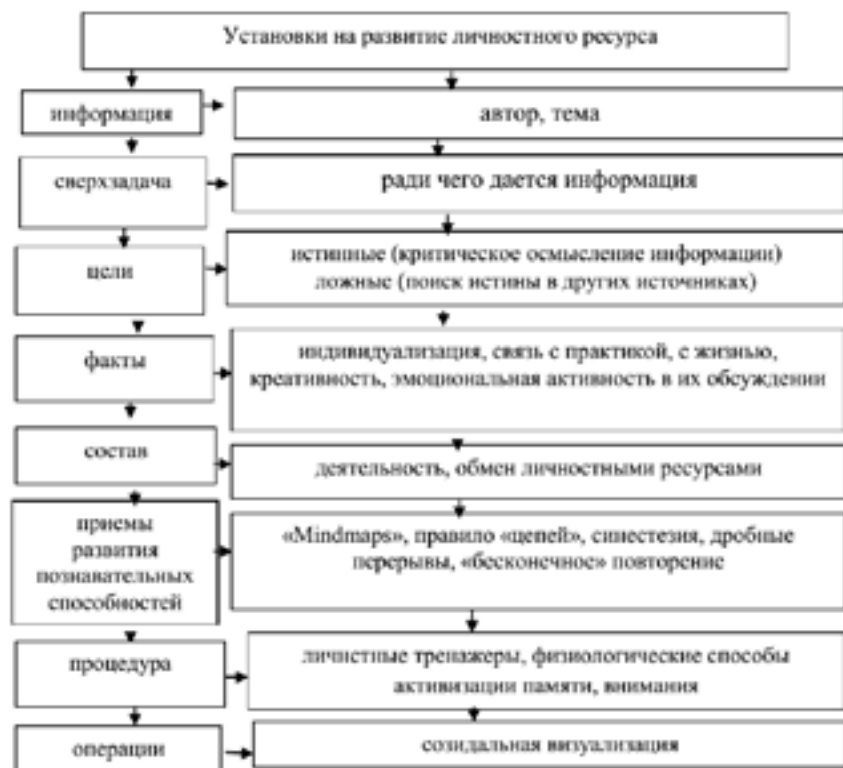 Установки на развитие личностного ресурса
информация
автор, тема
сверхзадача
ради чего дается информация
цели
истинные (критическое осмысление информации)
ложные (поиск истины в других источниках)
факты
индивидуализация, связь с практикой, с жизнью,
креативность, эмоциональная активность в их обсуждении
состав
деятельность, обмен личностными ресурсами
приемы
развития
познавательных
способностей
«Mindmaps», правило «цепей», синестезия, дробные
перерывы, «бесконечное» повторение
процедура
личистные тренажеры, физиологические способы
активизации памяти, внимания
операции
созидальная визуализация